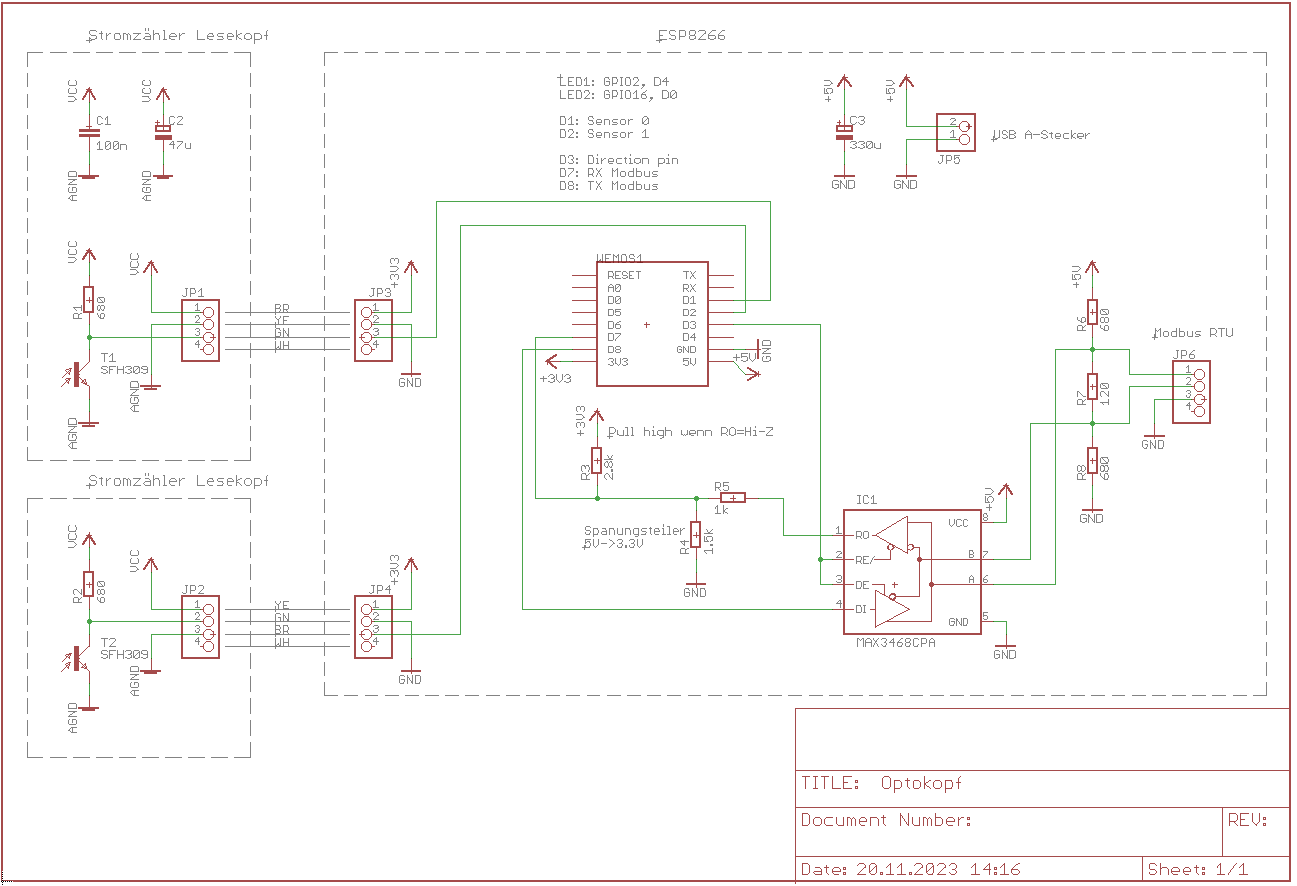 Stromzähler Lesekopf
ESP8266
VCC
VCC
C1
100n
C2
47u
AGND
AGND
LED1: GPIO2, D4
LED2: GPIO16, D0
D1: Sensor 0
D2: Sensor 1
D3: Direction pin
D7: RX Modbus
D8: TX Modbus
+5V
+5V
C3
330u
GND
GND
2
1
JP5
USB A-Stecker
VCC
R1
680
T1
SFH309
AGND
VCC
AGND
JP1
1
2
3
4
BR
YE
GN
WH
JP3
1
2
3
4
+3V3
GND
WEMOS1
RESET
A0
D0
D5
D6
D7
D8
3V3
TX
RX
D1
D2
D3
D4
GND
5V
+3V3
+5V
GND
+3V3
Pull high wenn RO=Hi-Z
R3
2.8k
R5
1k
Spanungsteiler
5V->3.3V
R4
1.5k
GND
+5V
R6
680
R7
120
R8
680
GND
Modbus RTU
JP6
1
2
3
4
GND
IC1
1
RO
2
RE/
3
DE
4
DI
VCC
8
B
7
A
6
GND
5
MAX3468CPA
+5V
GND
Stromzähler Lesekopf
VCC
R2
680
T2
SFH309
AGND
VCC
AGND
JP2
1
2
3
4
YE
GN
BR
WH
JP4
1
2
3
4
+3V3
GND
TITLE: Optokopf
Document Number:
REV:
Date: 20.11.2023 14:16
Sheet: 1/1